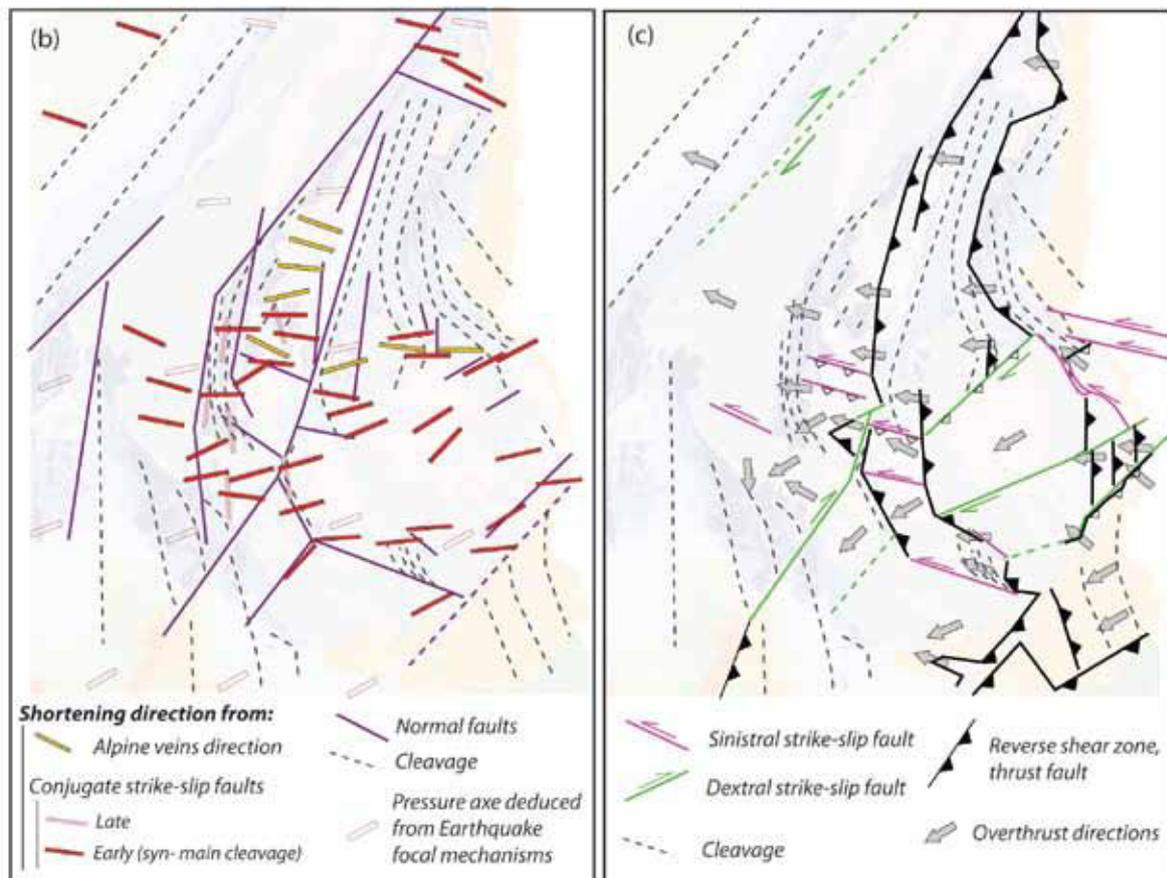 (b)
(c)
Shortening direction from:
Alpine veins direction
Conjugate strike-slip faults
Late
Early (syn- main cleavage)
Normal faults
Cleavage
Pressure axe deduced
from Earthquake
focal mechanisms
Sinistral strike-slip fault
Dextral strike-slip fault
Cleavage
Reverse shear zone,
thrust fault
Overthrust directions